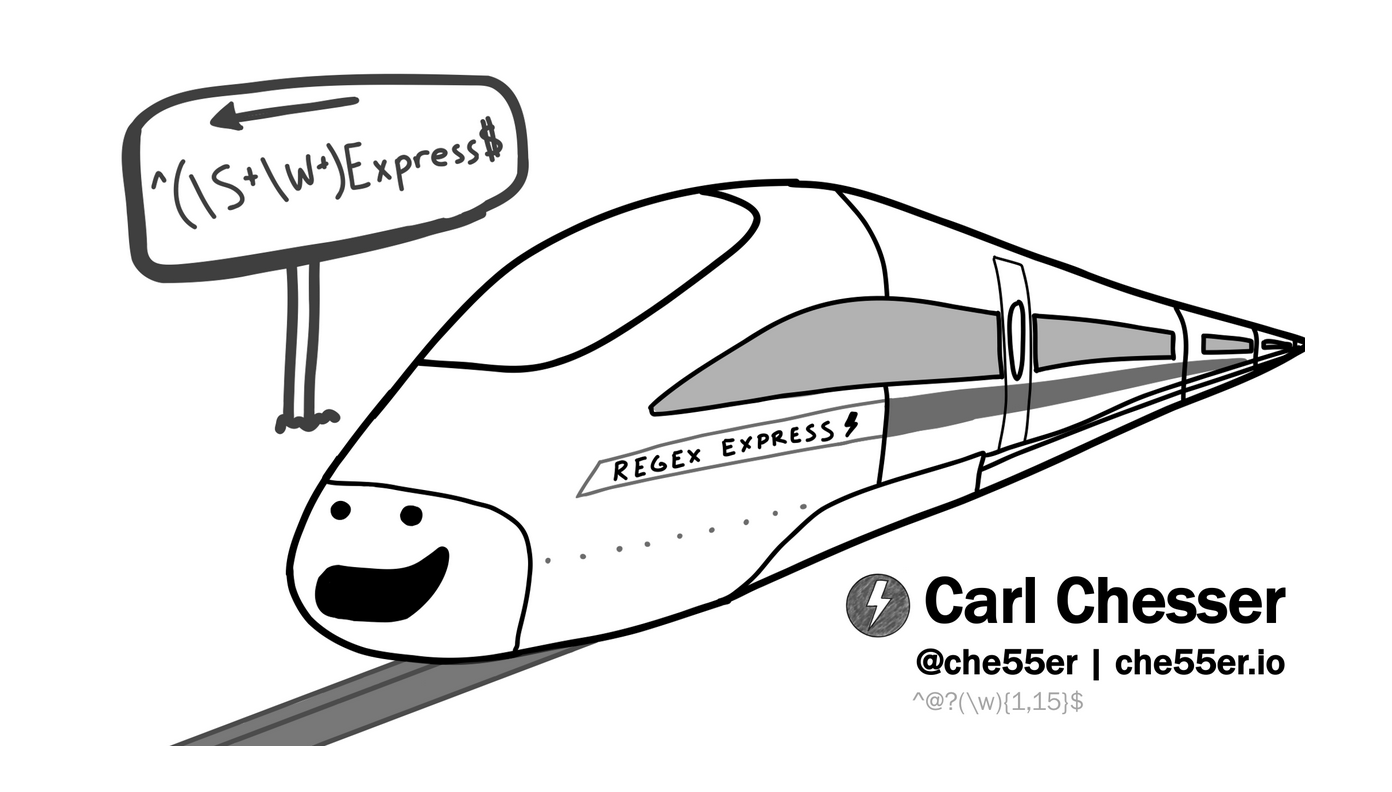 ^(\S+\W+)Express$
REGEX EXPRESS
Carl Chesser
@che55er | che55er.io
^@?(\w){1,15}$